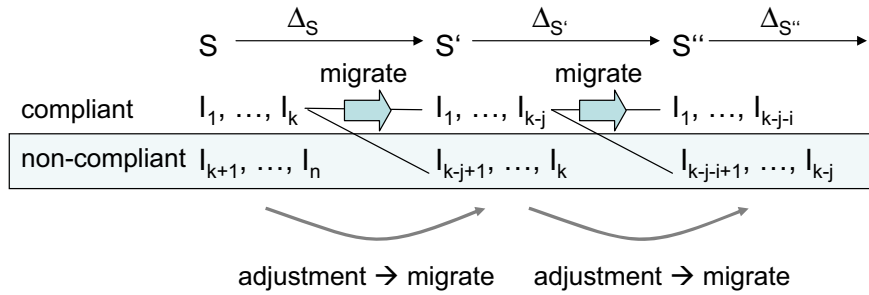 Δ_S Δ_S‘ Δ_S‘‘
S S‘ S‘‘
migrate migrate
compliant I_1, …, I_k I_1, …, I_k-j I_1, …, I_k-j-i
non-compliant I_k+1, …, I_n I_k-j+1, …, I_k I_k-j-i+1, …, I_k-j
adjustment → migrate adjustment → migrate